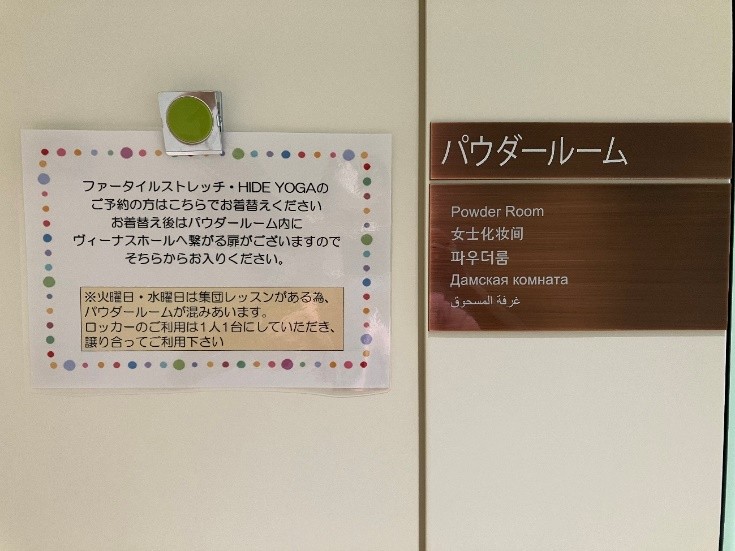 ファータイルストレッチ・HIDE YOGAの
ご予約の方はこちらでお着替えください
お着替え後はパウダールーム内に
ヴィーナスホールへ繋がる扉がございますので
そちらからお入りください。
※火曜日・水曜日は集団レッスンがある為、
パウダールームが混みあいます。
ロッカーのご利用は1人1台にしていただき、
譲り合ってご利用下さい
パウダールーム
Powder Room
女士化妆间
파우더룸
Дамская комната
غرفة المسحوق